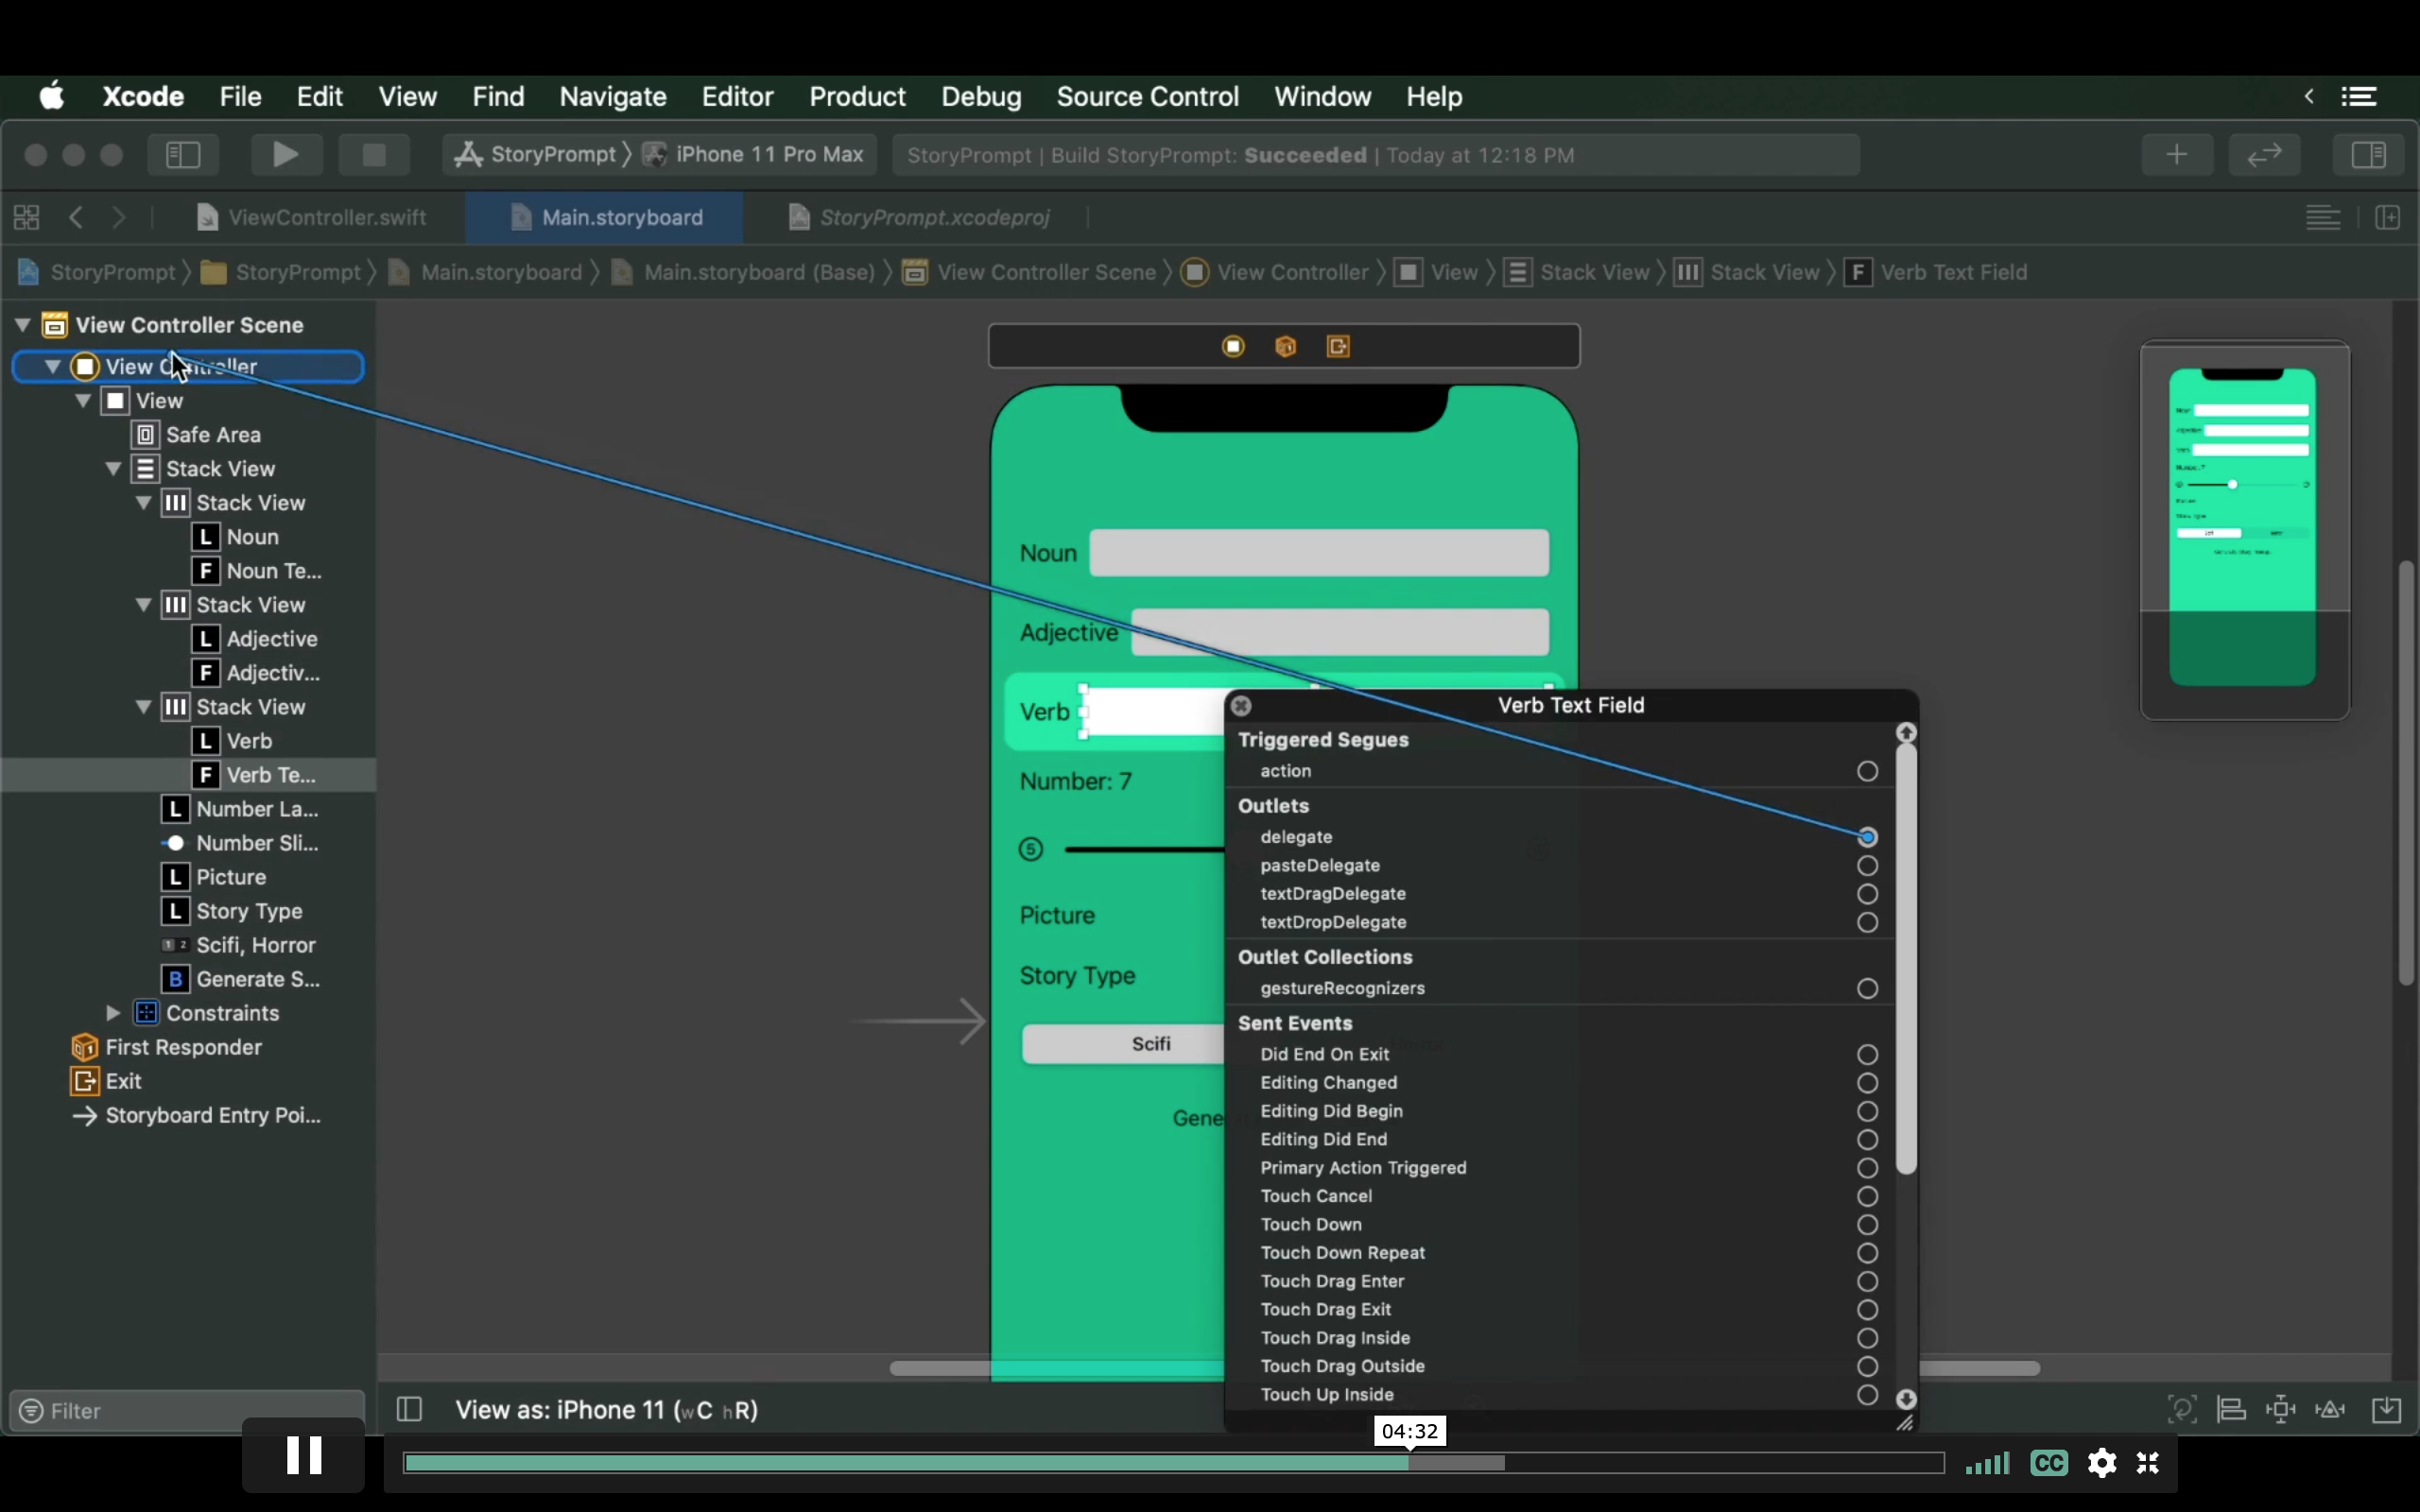 Xcode File Edit View Find Navigate Editor Product Debug Source Control Window Help
StoryPrompt 〉 iPhone 11 Pro Max
StoryPrompt | Build StoryPrompt: Succeeded | Today at 12:18 PM
ViewController.swift
Main.storyboard
StoryPrompt.xcodeproj
StoryPrompt 〉 StoryPrompt 〉 Main.storyboard 〉 Main.storyboard (Base) 〉 View Controller Scene 〉 View Controller 〉 View 〉 Stack View 〉 Stack View 〉 F Verb Text Field
View Controller Scene
View Controller
View
Safe Area
Stack View
Stack View
L Noun
F Noun Te...
Stack View
L Adjective
F Adjectiv...
Stack View
L Verb
F Verb Te...
L Number La...
Number Sli...
L Picture
L Story Type
1 2 Scifi, Horror
B Generate S...
Constraints
First Responder
Exit
Storyboard Entry Poi...
Filter
Noun
Adjective
Verb
Number: 7
5
Picture
Story Type
Scifi
Gene
Verb Text Field
Triggered Segues
action
Outlets
delegate
pasteDelegate
textDragDelegate
textDropDelegate
Outlet Collections
gestureRecognizers
Sent Events
Did End On Exit
Editing Changed
Editing Did Begin
Editing Did End
Primary Action Triggered
Touch Cancel
Touch Down
Touch Down Repeat
Touch Drag Enter
Touch Drag Exit
Touch Drag Inside
Touch Drag Outside
Touch Up Inside
View as: iPhone 11 (wC hR)
04:32
CC